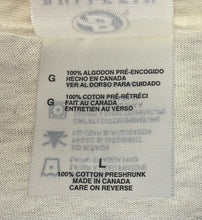 G 100% ALGODON PRÉ-ENCOGIDO
HECHO EN CANADA
VER AL DORSO PARA CUIDADO
G 100% COTTON PRÉ-RÉTRÉCI
FAIT AU CANADA
ENTRETIEN AU VERSO
L
100% COTTON PRESHRUNK
MADE IN CANADA
CARE ON REVERSE